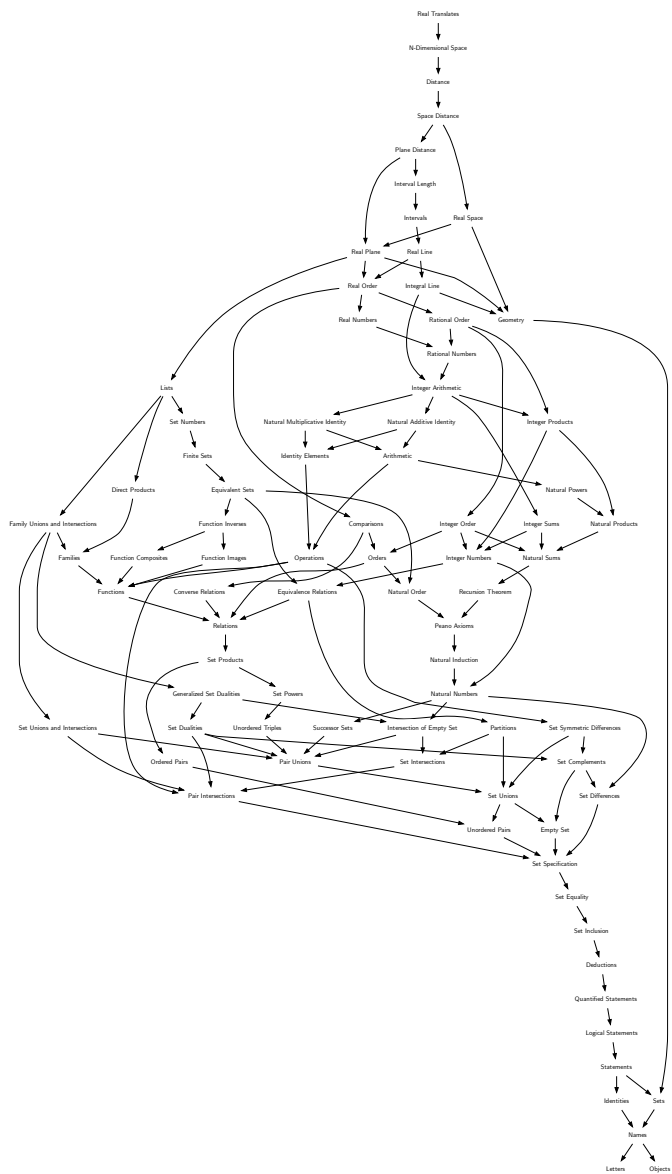 Real Translates
N-Dimensional Space
Distance
Space Distance
Plane Distance
Interval Length
Intervals Real Space
Real Plane Real Line
Real Order Integral Line
Real Numbers Rational Order Geometry
Rational Numbers
Lists Integer Arithmetic
Set Numbers Natural Multiplicative Identity Natural Additive Identity Integer Products
Finite Sets Identity Elements Arithmetic
Direct Products Equivalent Sets Natural Powers
Family Unions and Intersections Function Inverses Comparisons Integer Order Integer Sums Natural Products
Families Function Composites Function Images Operations Orders Integer Numbers Natural Sums
Functions Converse Relations Equivalence Relations Natural Order Recursion Theorem
Relations Peano Axioms
Set Products Natural Induction
Generalized Set Dualities Set Powers Natural Numbers
Set Unions and Intersections Set Dualities Unordered Triples Successor Sets Intersection of Empty Set Partitions Set Symmetric Differences
Ordered Pairs Pair Unions Set Intersections Set Complements
Pair Intersections Set Unions Set Differences
Unordered Pairs Empty Set
Set Specification
Set Equality
Set Inclusion
Deductions
Quantified Statements
Logical Statements
Statements
Identities Sets
Names
Letters Objects